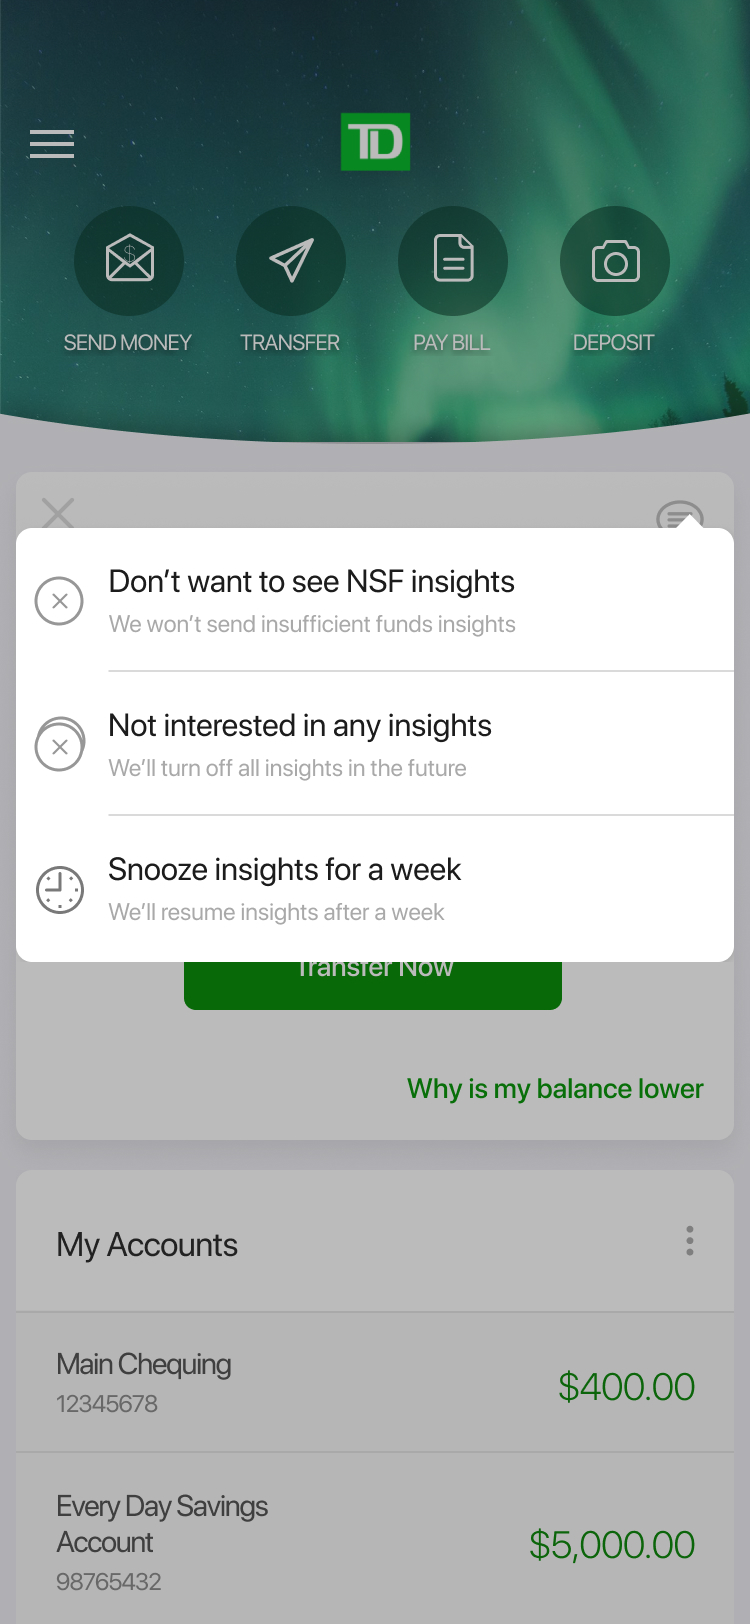 TD
SEND MONEY
TRANSFER
PAY BILL
DEPOSIT
Don’t want to see NSF insights
We won’t send insufficient funds insights
Not interested in any insights
We’ll turn off all insights in the future
Snooze insights for a week
We’ll resume insights after a week
Transfer Now
Why is my balance lower
My Accounts
Main Chequing
12345678
$400.00
Every Day Savings
Account
98765432
$5,000.00